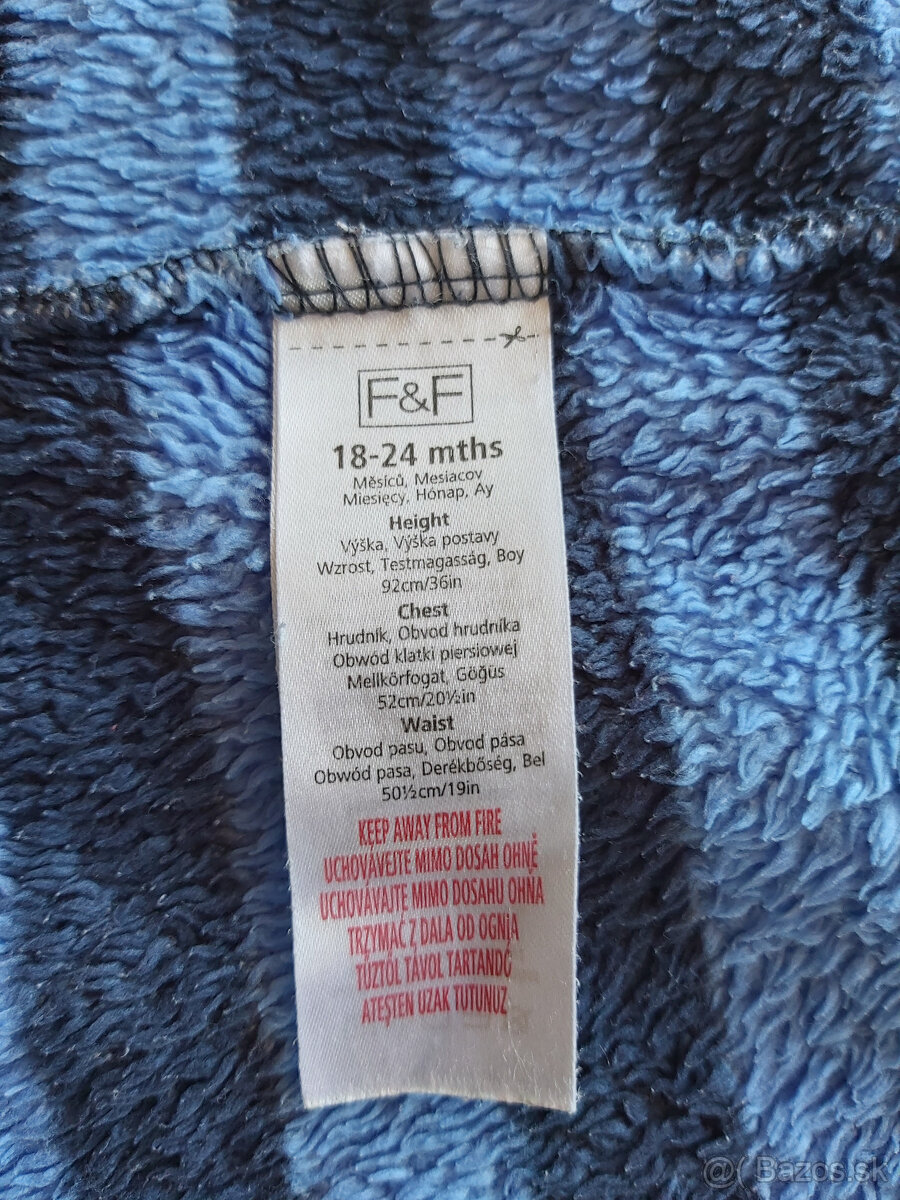 F&F
18-24 mths
Měsíců, Mesiacov
Miesięcy, Hónap, Ay
Height
Výška, Výška postavy
Wzrost, Testmagasság, Boy
92cm/36in
Chest
Hrudník, Obvod hrudníka
Obwód klatki piersiowej
Mellkörfogat, Göğüs
52cm/20½in
Waist
Obvod pasu, Obvod pása
Obwód pasa, Derékbőség, Bel
50½cm/19in
KEEP AWAY FROM FIRE
UCHOVÁVEJTE MIMO DOSAH OHNĚ
UCHOVÁVAJTE MIMO DOSAHU OHŇA
TRZYMAĆ Z DALA OD OGNIA
TŰZTŐL TÁVOL TARTANDÓ
ATEŞTEN UZAK TUTUNUZ
@ Bazos.sk